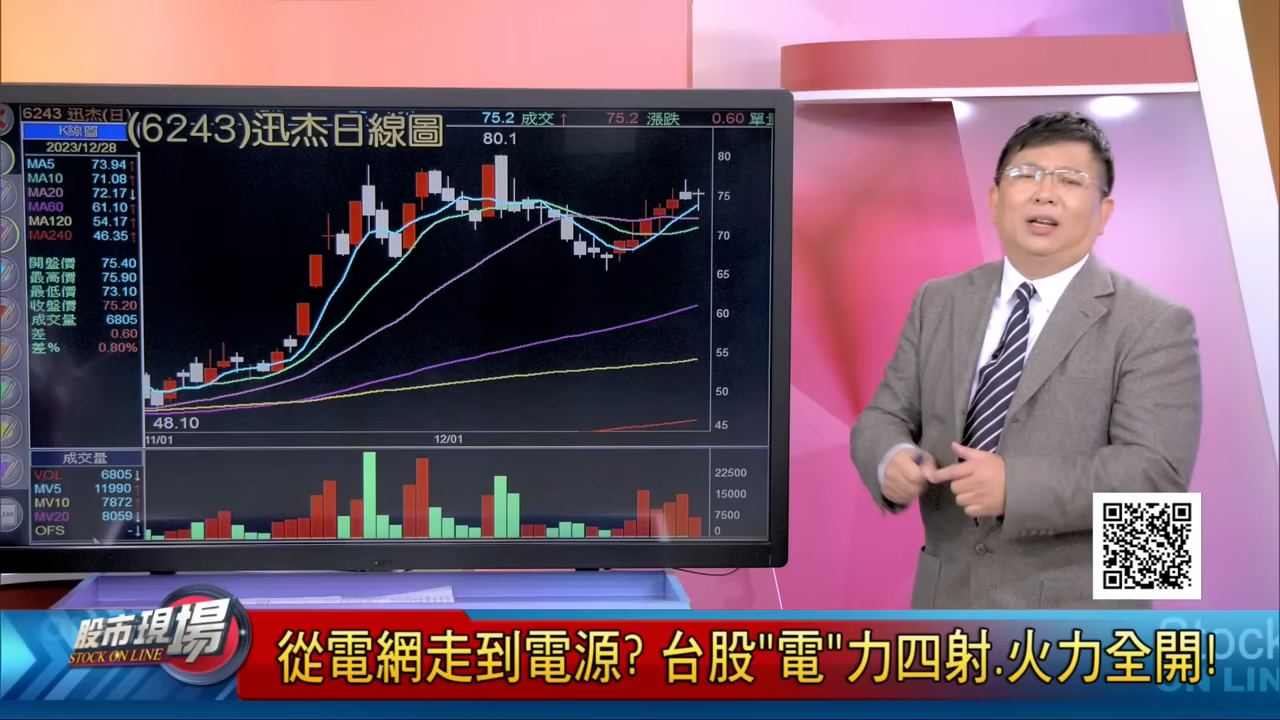 6243 迅杰(日)
(6243)迅杰日線圖
75.2 成交↑ 75.2 漲跌 0.60 單量
K線圖
2023/12/28
MA5 73.94↑
MA10 71.08↑
MA20 72.17↓
MA60 61.10↑
MA120 54.17↑
MA240 46.35↑
開盤價 75.40
最高價 75.90
最低價 73.10
收盤價 75.20
成交量 6805
差 0.60
差% 0.80%
80.1
80
75
70
65
60
55
50
45
48.10
11/01 12/01
成交量
VOL 6805↓
MV5 11990↑
MV10 7872↑
MV20 8059↓
OFS -↓
22500
15000
7500
0
股市現場
STOCK ON LINE
從電網走到電源? 台股"電"力四射.火力全開!
Stock
ON LIN